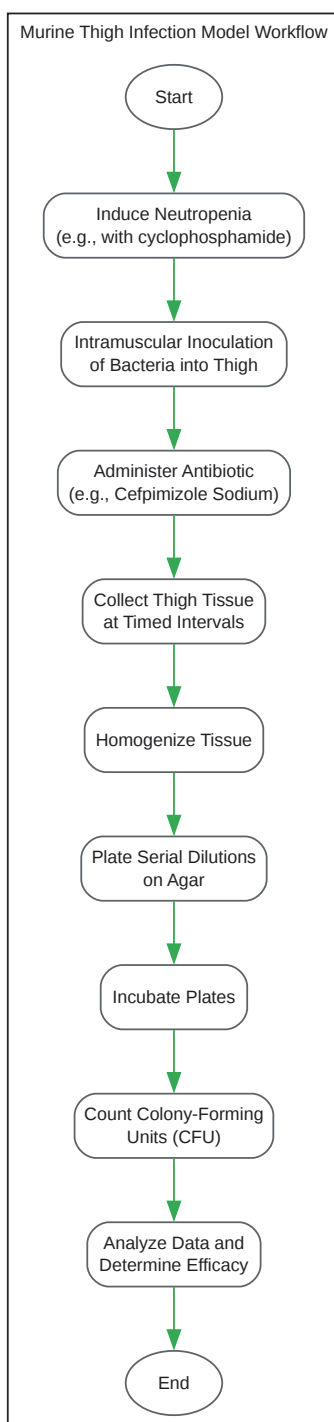 Murine Thigh Infection Model Workflow
Start
Induce Neutropenia
(e.g., with cyclophosphamide)
Intramuscular Inoculation
of Bacteria into Thigh
Administer Antibiotic
(e.g., Cefpimizole Sodium)
Collect Thigh Tissue
at Timed Intervals
Homogenize Tissue
Plate Serial Dilutions
on Agar
Incubate Plates
Count Colony-Forming
Units (CFU)
Analyze Data and
Determine Efficacy
End